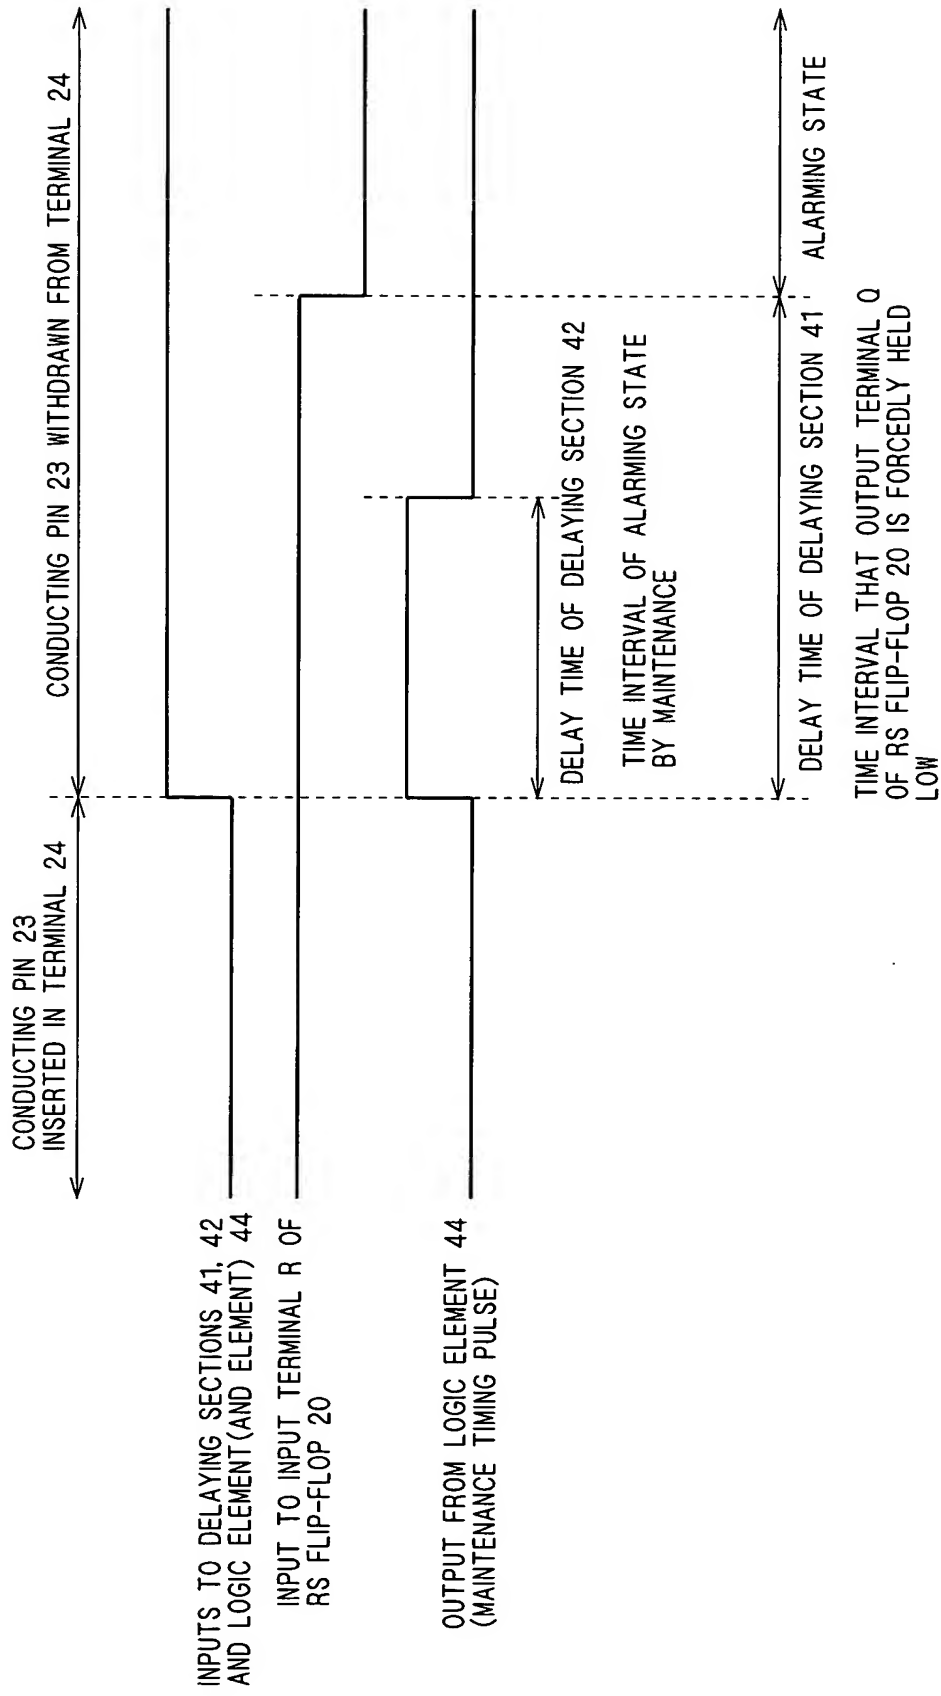 CONDUCTING PIN 23
INSERTED IN TERMINAL 24
CONDUCTING PIN 23 WITHDRAWN FROM TERMINAL 24
INPUTS TO DELAYING SECTIONS 41, 42
AND LOGIC ELEMENT(AND ELEMENT) 44
INPUT TO INPUT TERMINAL R OF
RS FLIP-FLOP 20
OUTPUT FROM LOGIC ELEMENT 44
(MAINTENANCE TIMING PULSE)
DELAY TIME OF DELAYING SECTION 42
TIME INTERVAL OF ALARMING STATE
BY MAINTENANCE
DELAY TIME OF DELAYING SECTION 41
ALARMING STATE
TIME INTERVAL THAT OUTPUT TERMINAL Q
OF RS FLIP-FLOP 20 IS FORCEDLY HELD
LOW